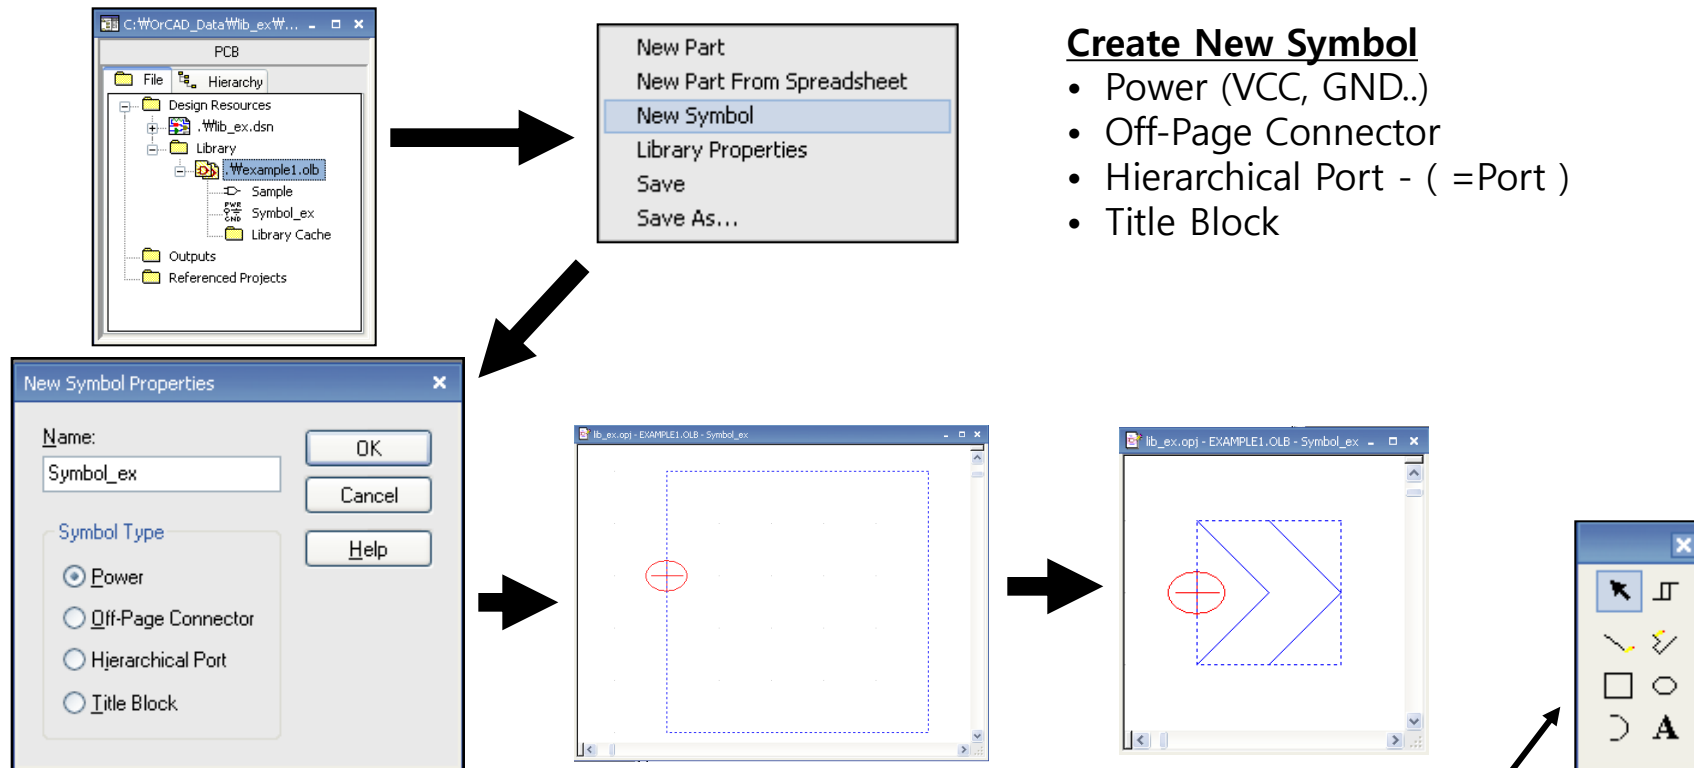 C:₩OrCAD_Data₩lib_ex₩...
PCB
File
Hierarchy
Design Resources
.₩lib_ex.dsn
Library
.₩example1.olb
Sample
PWR
GND
Symbol_ex
Library Cache
Outputs
Referenced Projects
New Part
New Part From Spreadsheet
New Symbol
Library Properties
Save
Save As...
Create New Symbol
• Power (VCC, GND..)
• Off-Page Connector
• Hierarchical Port - ( =Port )
• Title Block
New Symbol Properties
Name:
Symbol_ex
OK
Cancel
Help
Symbol Type
Power
Off-Page Connector
Hierarchical Port
Title Block
lib_ex.opj - EXAMPLE1.OLB - Symbol_ex
lib_ex.opj - EXAMPLE1.OLB - Symbol_ex
A